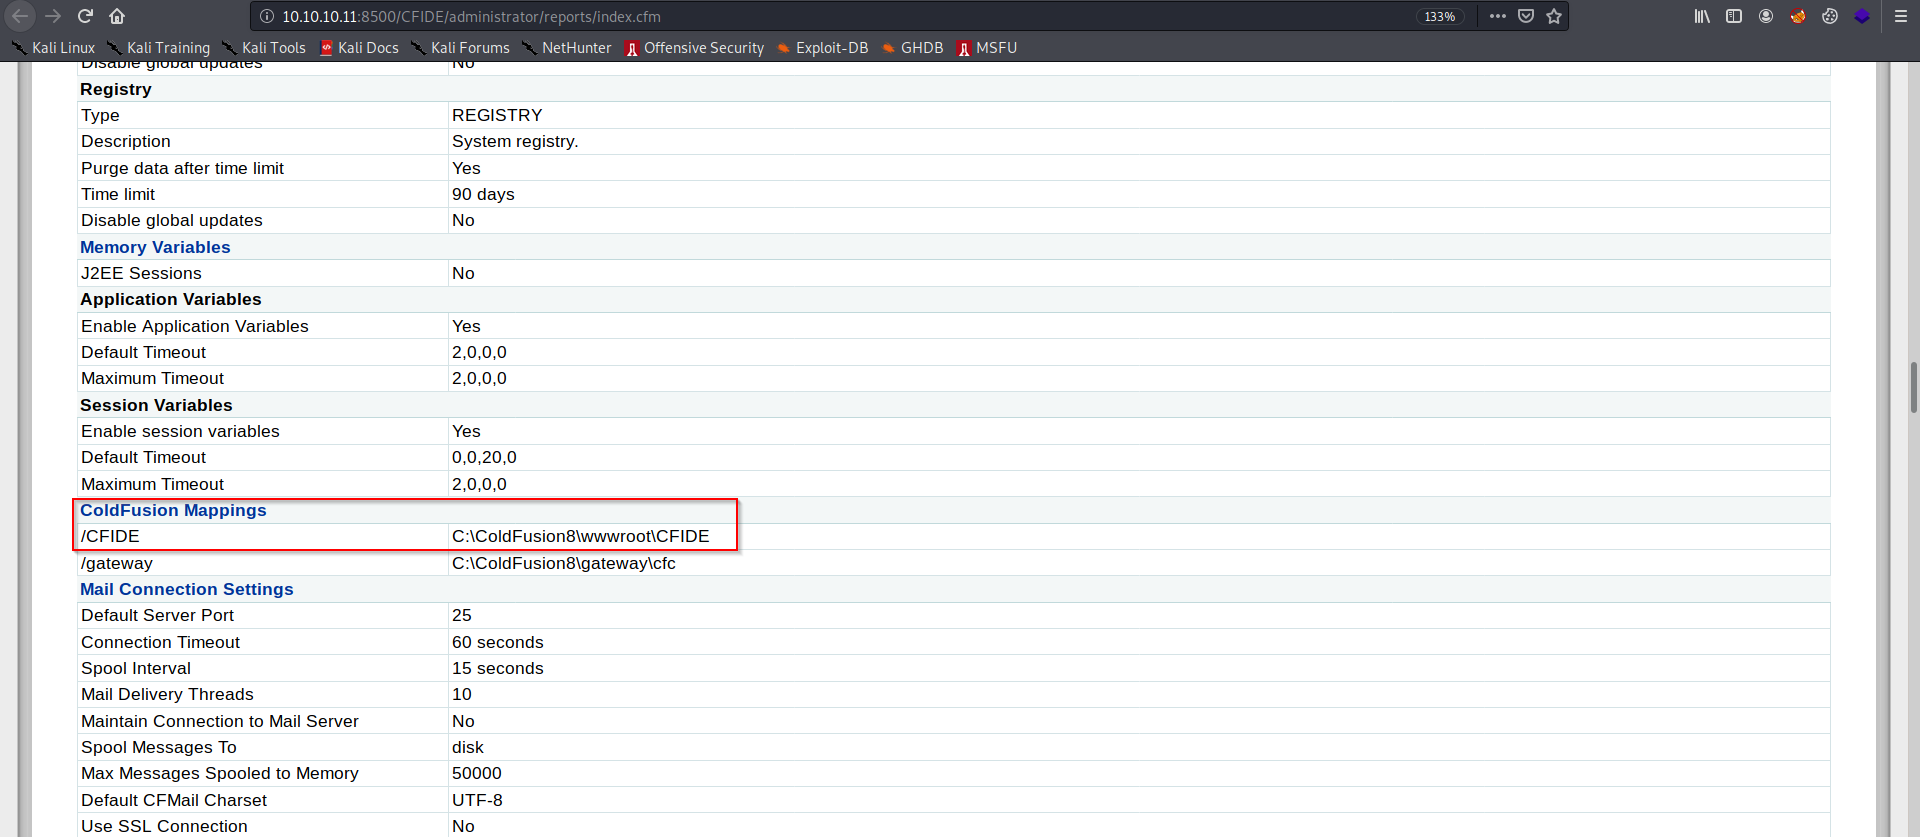 10.10.10.11:8500/CFIDE/administrator/reports/index.cfm 133%
Kali Linux Kali Training Kali Tools Kali Docs Kali Forums NetHunter Offensive Security Exploit-DB GHDB MSFU
Disable global updates No
Registry
Type REGISTRY
Description System registry.
Purge data after time limit Yes
Time limit 90 days
Disable global updates No
Memory Variables
J2EE Sessions No
Application Variables
Enable Application Variables Yes
Default Timeout 2,0,0,0
Maximum Timeout 2,0,0,0
Session Variables
Enable session variables Yes
Default Timeout 0,0,20,0
Maximum Timeout 2,0,0,0
ColdFusion Mappings
/CFIDE C:\ColdFusion8\wwwroot\CFIDE
/gateway C:\ColdFusion8\gateway\cfc
Mail Connection Settings
Default Server Port 25
Connection Timeout 60 seconds
Spool Interval 15 seconds
Mail Delivery Threads 10
Maintain Connection to Mail Server No
Spool Messages To disk
Max Messages Spooled to Memory 50000
Default CFMail Charset UTF-8
Use SSL Connection No